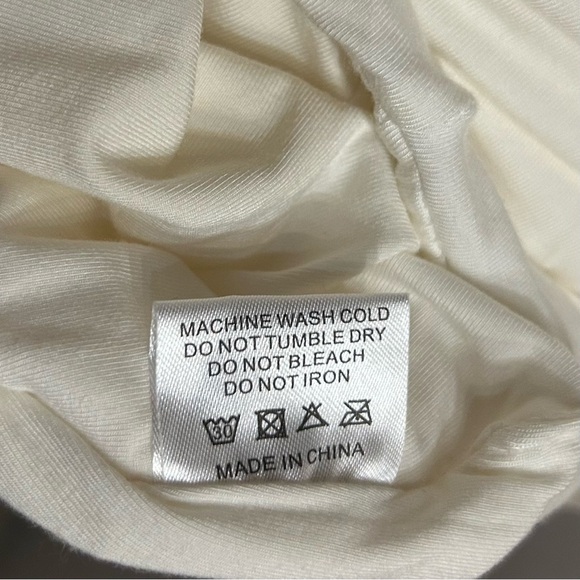 MACHINE WASH COLD
DO NOT TUMBLE DRY
DO NOT BLEACH
DO NOT IRON
30
MADE IN CHINA